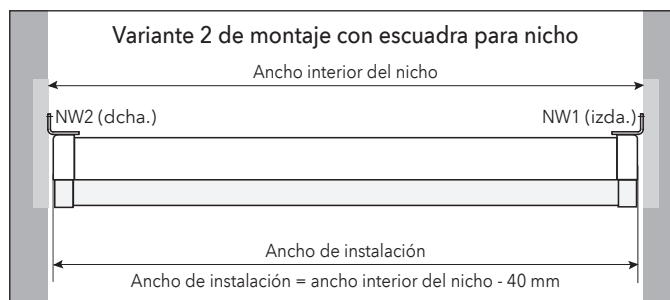 Variante 2 de montaje con escuadra para nicho
Ancho interior del nicho
NW2 (dcha.)
NW1 (izda.)
Ancho de instalación
Ancho de instalación = ancho interior del nicho - 40 mm